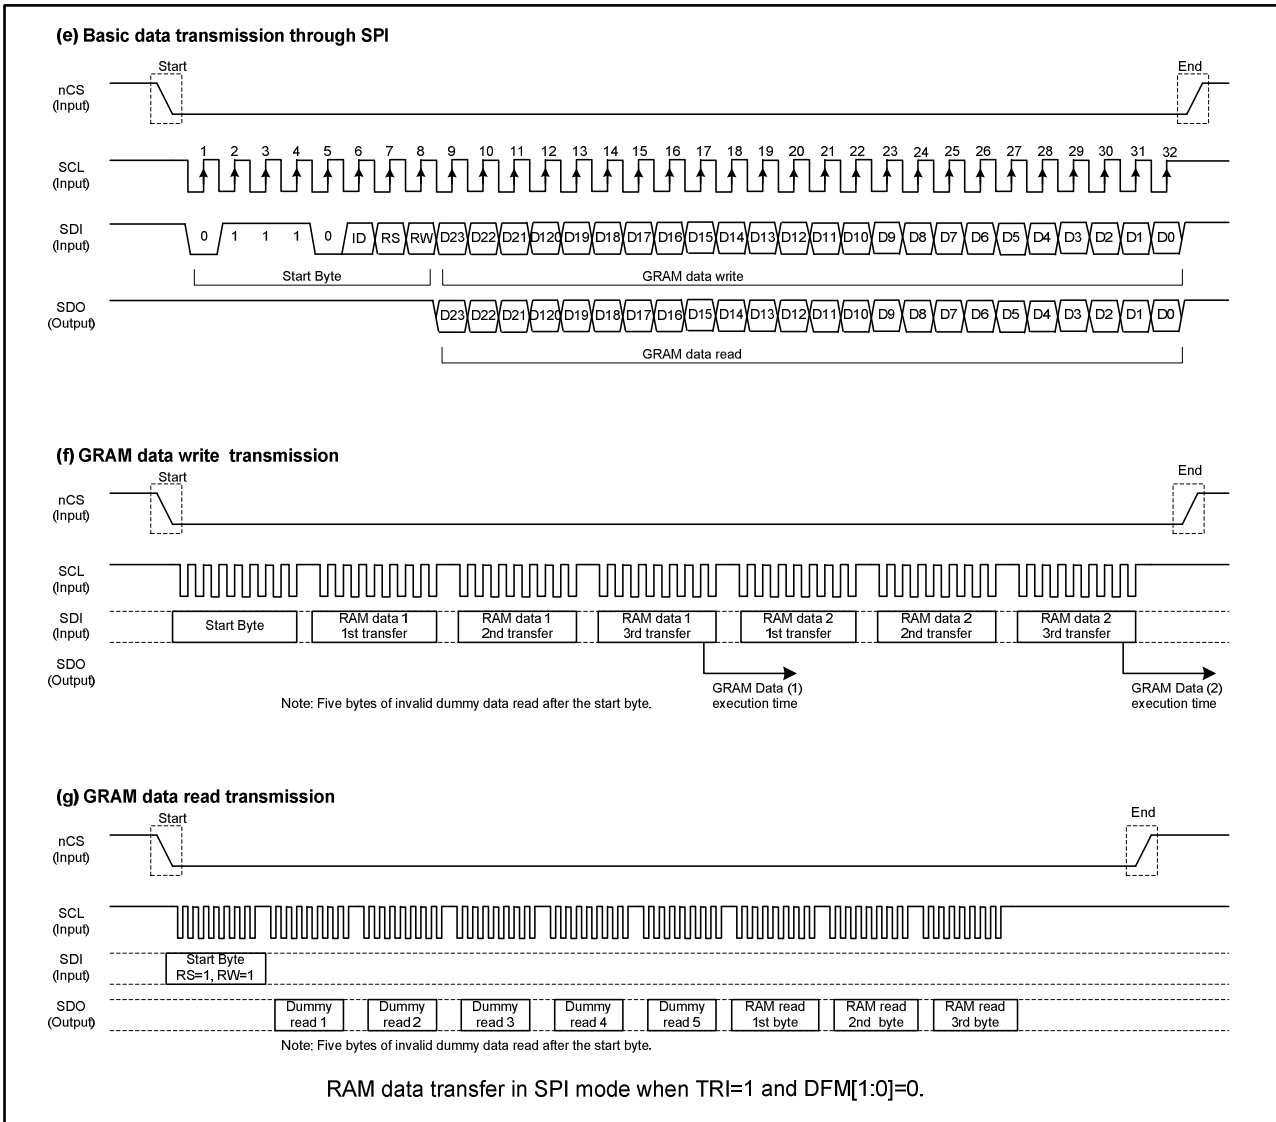 (e) Basic data transmission through SPI
Start
End
nCS
(Input)
1 2 3 4 5 6 7 8 9 10 11 12 13 14 15 16 17 18 19 20 21 22 23 24 25 26 27 28 29 30 31 32
SCL
(Input)
SDI
(Input)
0 1 1 1 0 ID RS RW D23 D22 D21 D120 D19 D18 D17 D16 D15 D14 D13 D12 D11 D10 D9 D8 D7 D6 D5 D4 D3 D2 D1 D0
Start Byte
GRAM data write
SDO
(Output)
D23 D22 D21 D120 D19 D18 D17 D16 D15 D14 D13 D12 D11 D10 D9 D8 D7 D6 D5 D4 D3 D2 D1 D0
GRAM data read
(f) GRAM data write transmission
Start
End
nCS
(Input)
SCL
(Input)
SDI
(Input)
Start Byte
RAM data 1
1st transfer
RAM data 1
2nd transfer
RAM data 1
3rd transfer
RAM data 2
1st transfer
RAM data 2
2nd transfer
RAM data 2
3rd transfer
SDO
(Output)
GRAM Data (1)
execution time
GRAM Data (2)
execution time
Note: Five bytes of invalid dummy data read after the start byte.
(g) GRAM data read transmission
Start
End
nCS
(Input)
SCL
(Input)
SDI
(Input)
Start Byte
RS=1, RW=1
SDO
(Output)
Dummy
read 1
Dummy
read 2
Dummy
read 3
Dummy
read 4
Dummy
read 5
RAM read
1st byte
RAM read
2nd byte
RAM read
3rd byte
Note: Five bytes of invalid dummy data read after the start byte.
RAM data transfer in SPI mode when TRI=1 and DFM[1:0]=0.